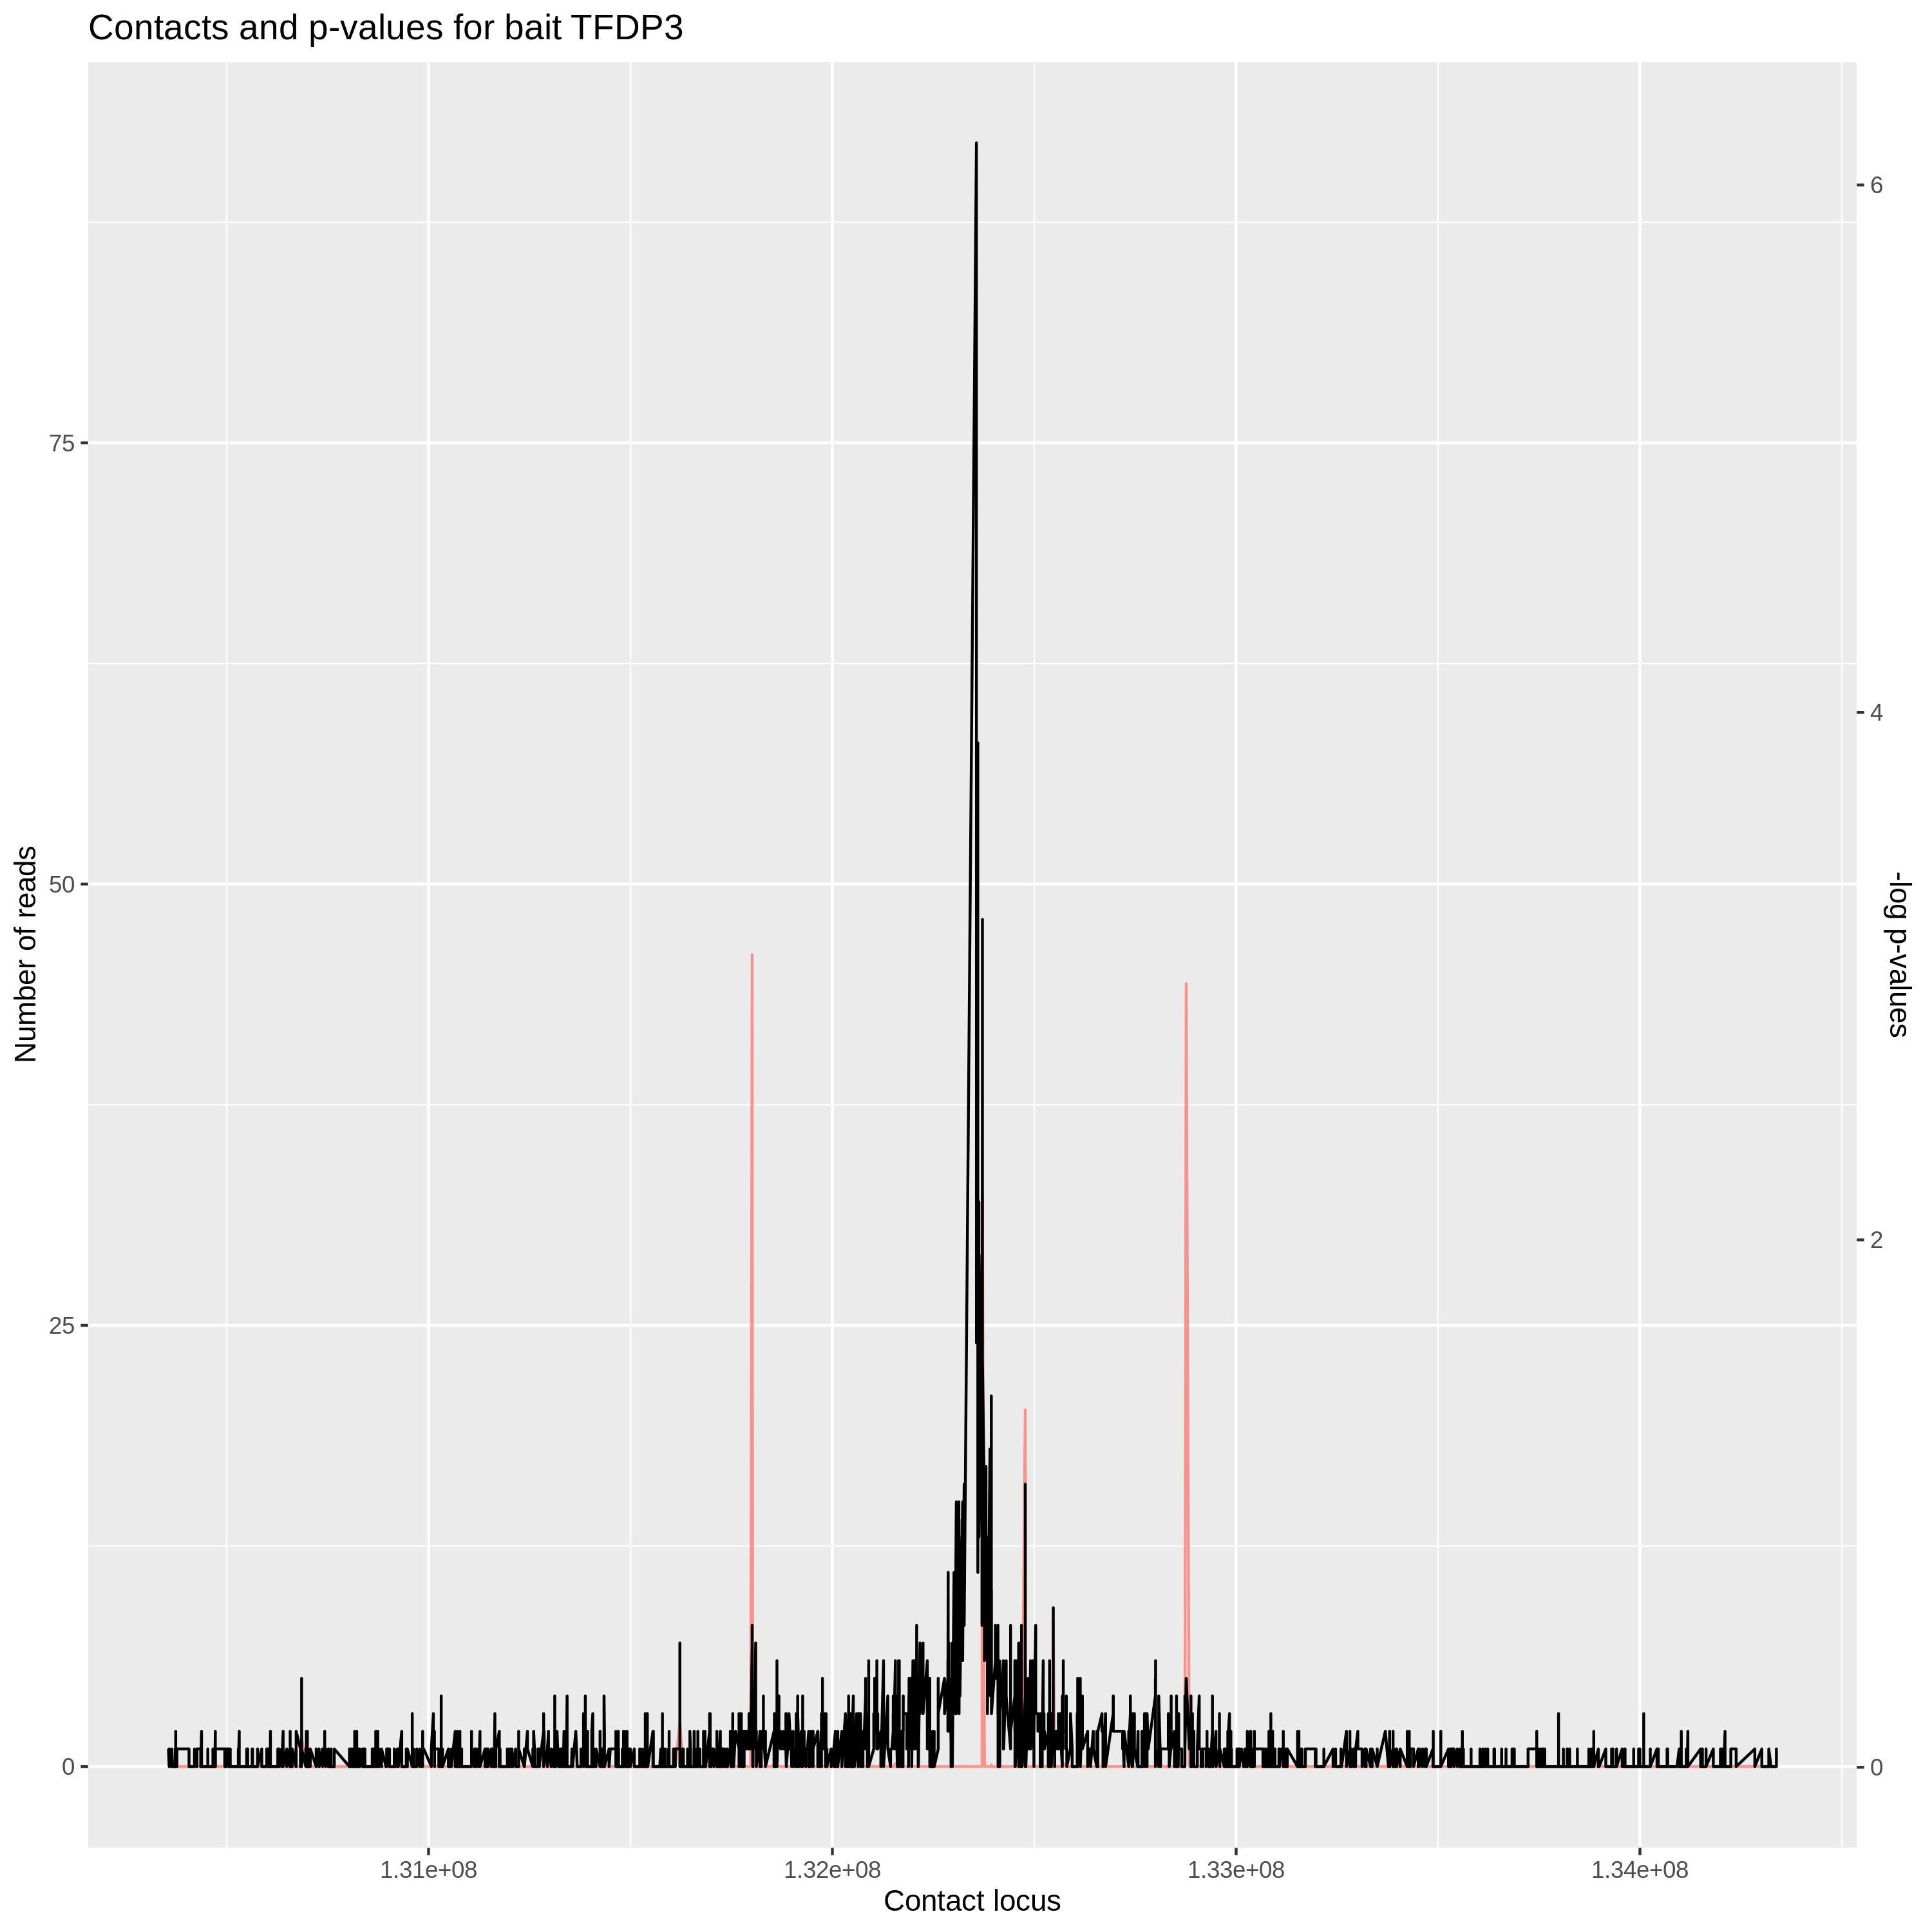 Contacts and p-values for bait TFDP3
Number of reads
75
50
25
0
6
4
2
0
-log p-values
1.31e+08
1.32e+08
1.33e+08
1.34e+08
Contact locus